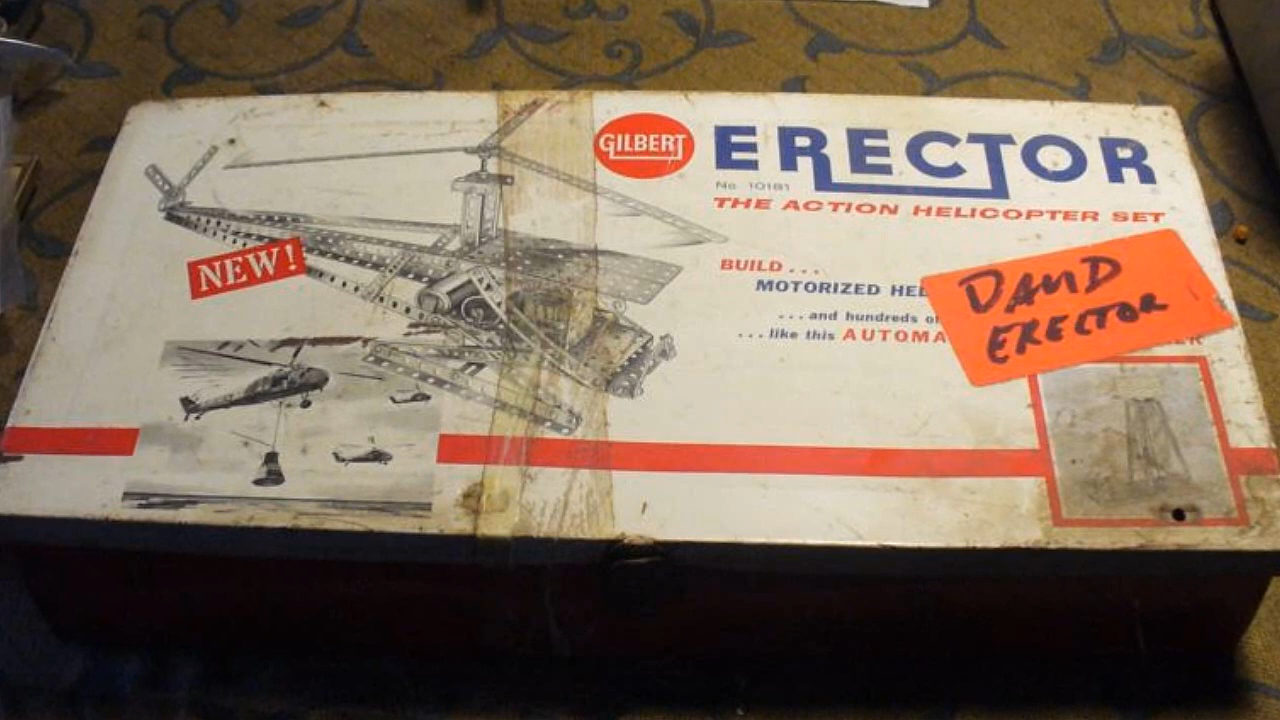 GILBERT
ERECTOR
No. 10181
THE ACTION HELICOPTER SET
NEW!
BUILD...
MOTORIZED HEL
...and hundreds of
...like this AUTOMA
DAVID
ERECTOR